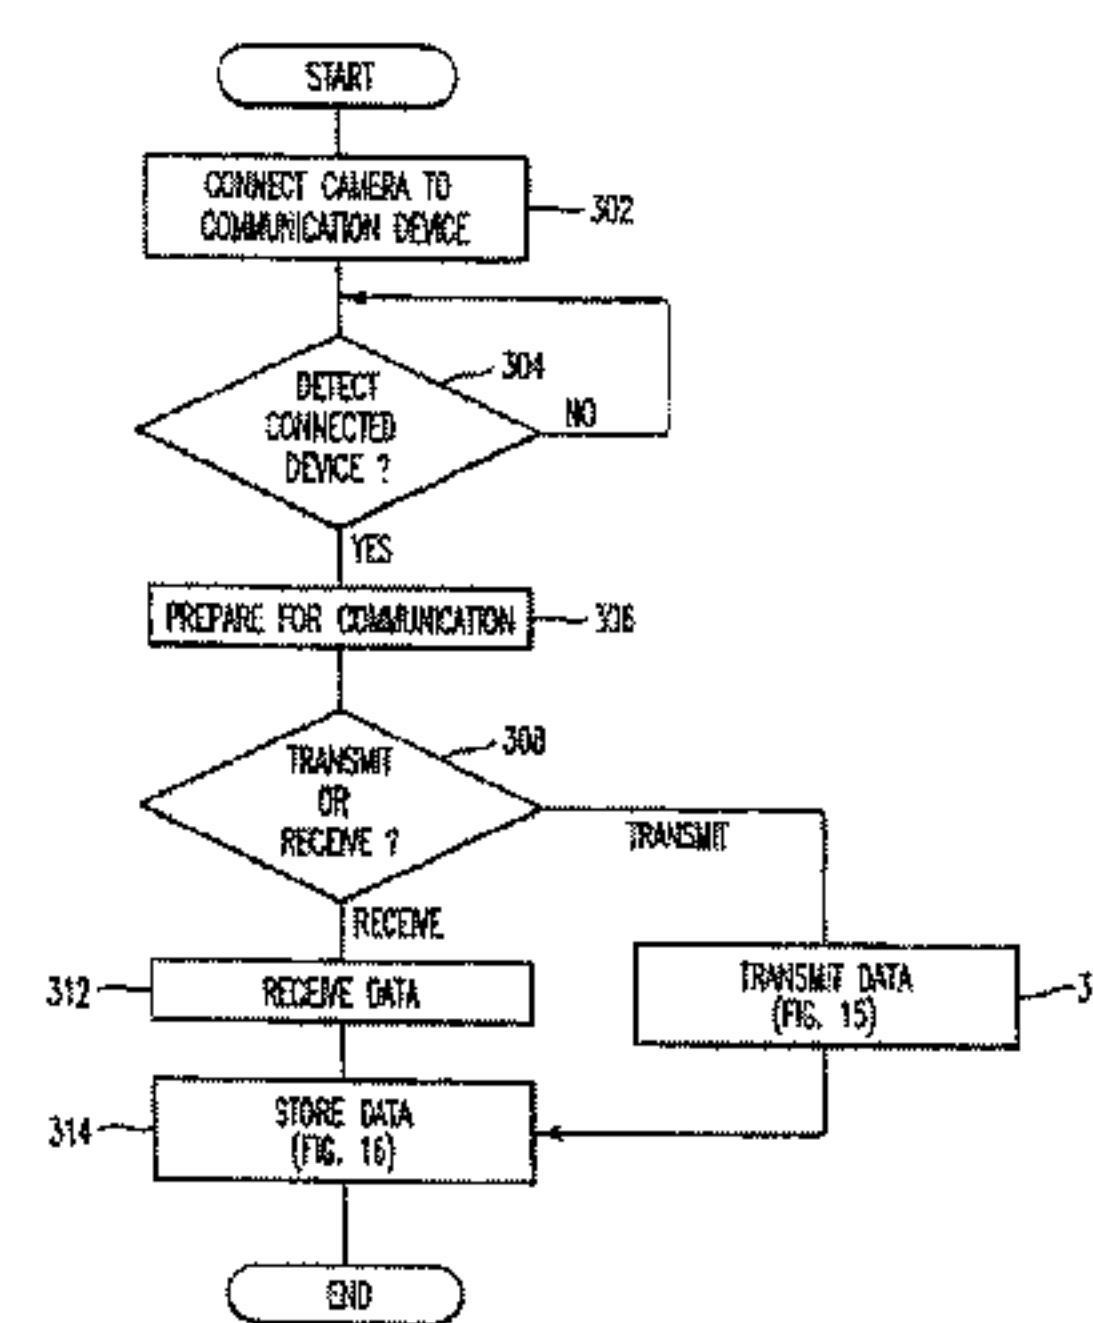 START
CONNECT CAMERA TO
COMMUNICATION DEVICE
302
304
DETECT
CONNECTED
DEVICE ?
NO
YES
PREPARE FOR COMMUNICATION
306
308
TRANSMIT
OR
RECEIVE ?
TRANSMIT
RECEIVE
312
RECEIVE DATA
TRANSMIT DATA
(FIG. 15)
3
314
STORE DATA
(FIG. 16)
END